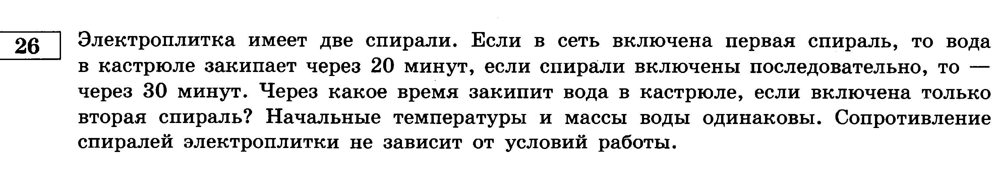 26
Электроплитка имеет две спирали. Если в сеть включена первая спираль, то вода
в кастрюле закипает через 20 минут, если спирали включены последовательно, то —
через 30 минут. Через какое время закипит вода в кастрюле, если включена только
вторая спираль? Начальные температуры и массы воды одинаковы. Сопротивление
спиралей электроплитки не зависит от условий работы.